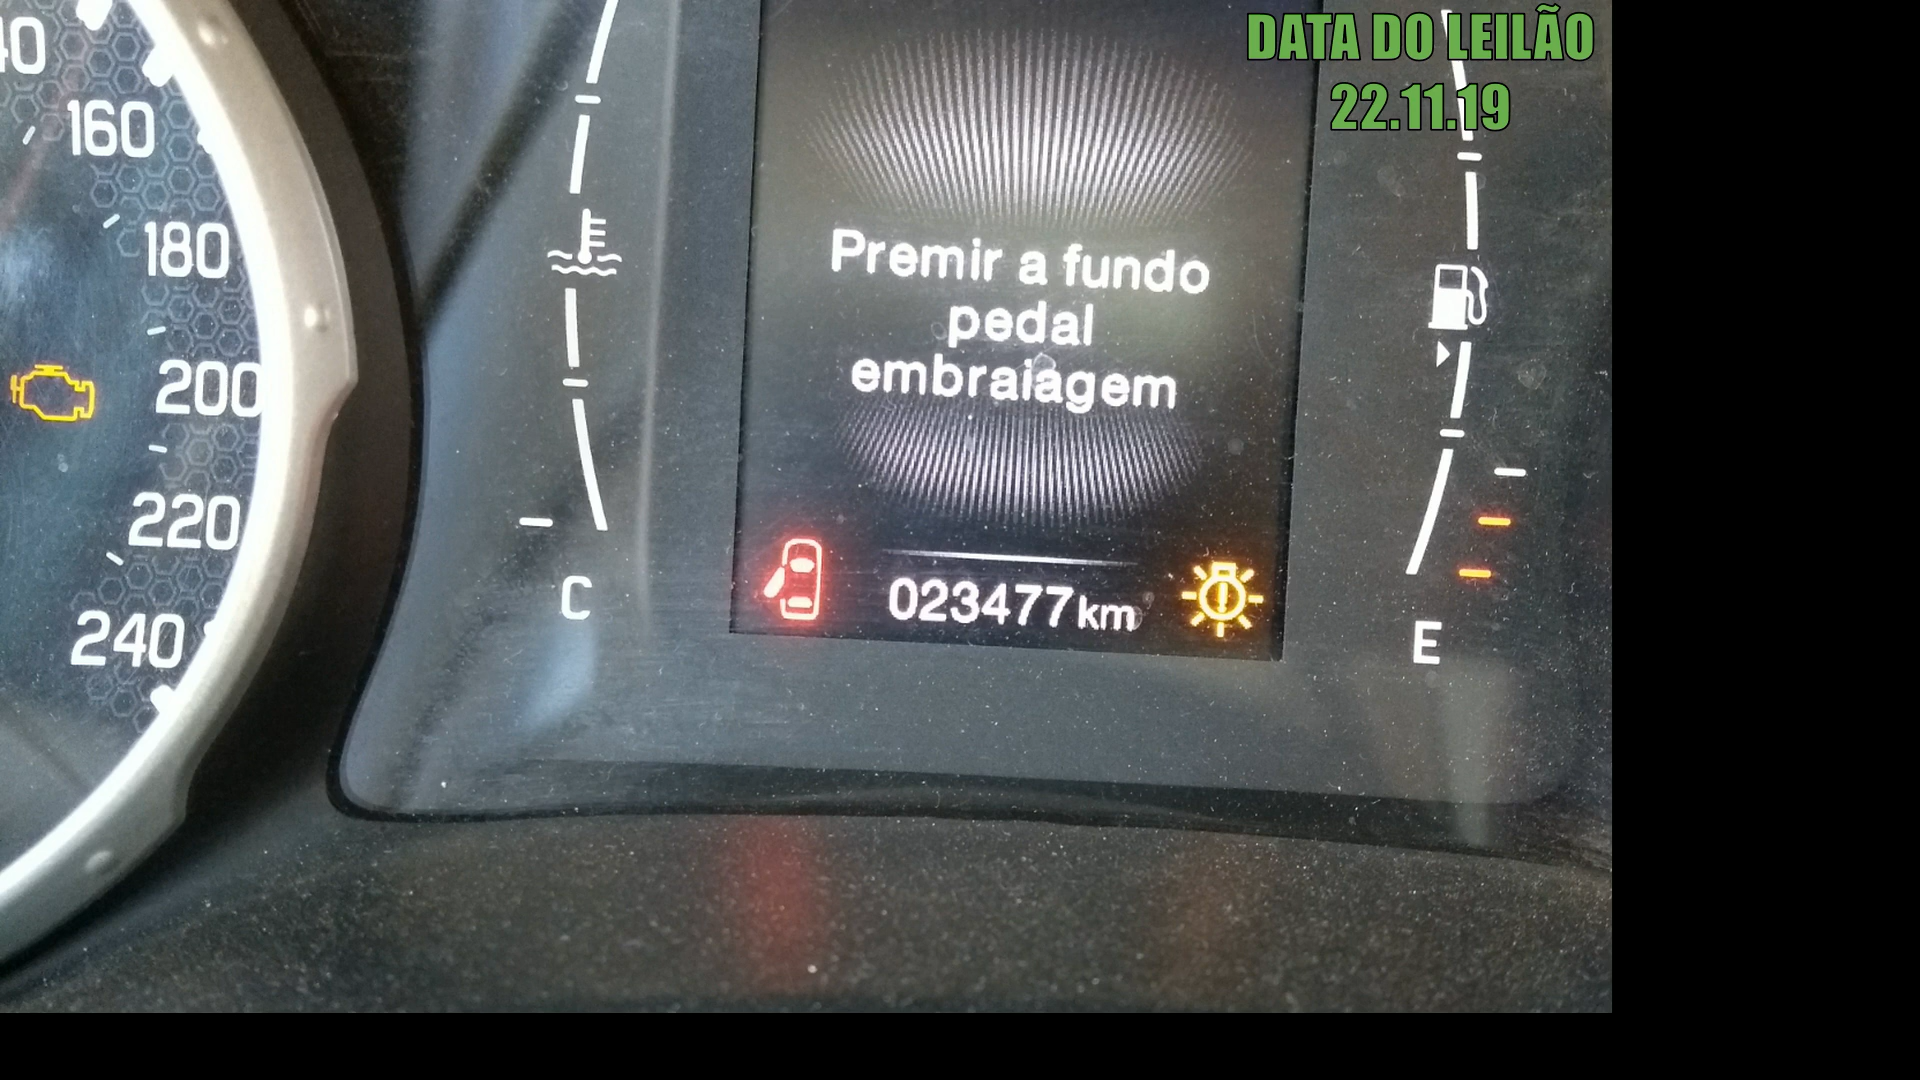 DATA DO LEILÃO
22.11.19
160
180
200
220
240
Premir a fundo
pedal
embraiagem
023477km
C
E